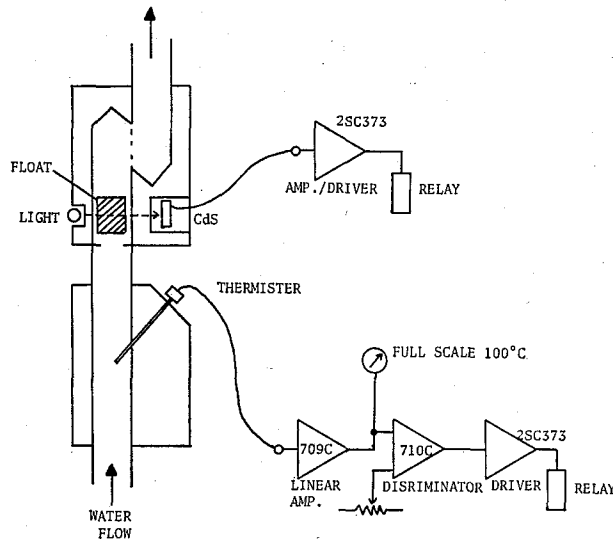 2SC373
FLOAT
AMP./DRIVER
RELAY
LIGHT
CdS
THERMISTER
FULL SCALE 100°C
709C
710C
2SC373
LINEAR
AMP.
DISRIMINATOR
DRIVER
RELAY
WATER
FLOW